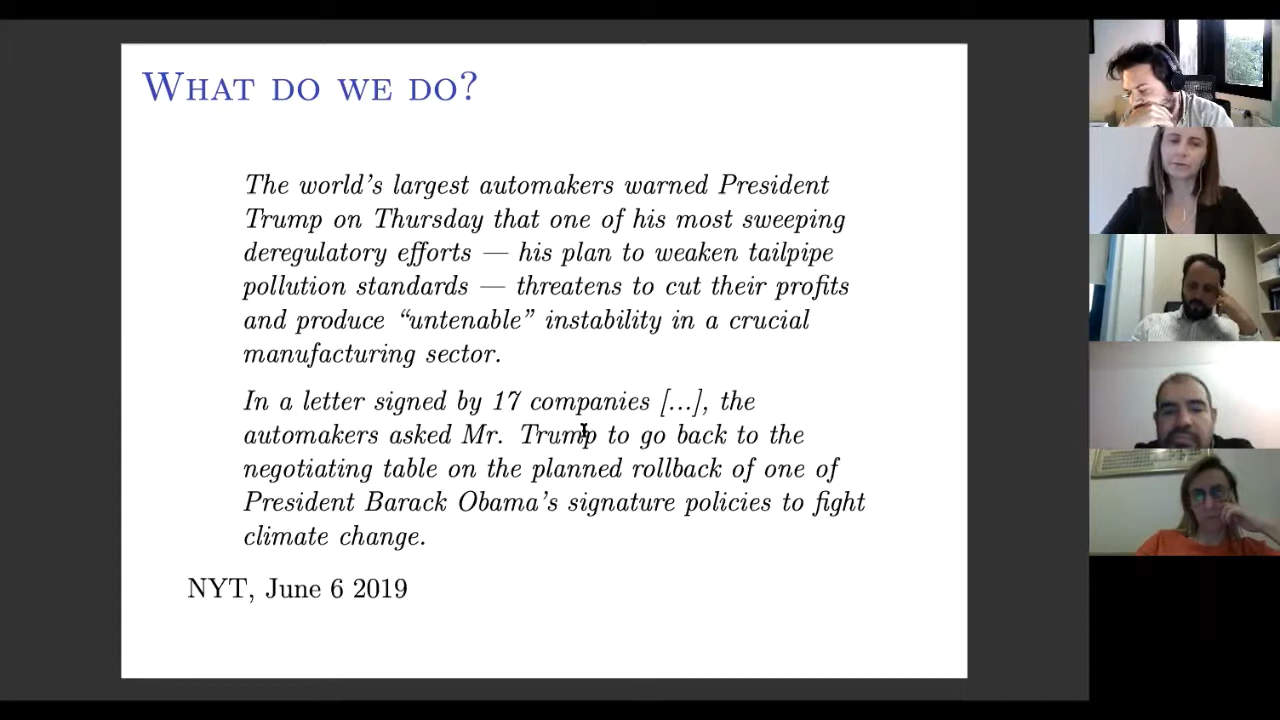 WHAT DO WE DO?
The world's largest automakers warned President
Trump on Thursday that one of his most sweeping
deregulatory efforts — his plan to weaken tailpipe
pollution standards — threatens to cut their profits
and produce “untenable” instability in a crucial
manufacturing sector.
In a letter signed by 17 companies [...], the
automakers asked Mr. Trump to go back to the
negotiating table on the planned rollback of one of
President Barack Obama's signature policies to fight
climate change.
NYT, June 6 2019